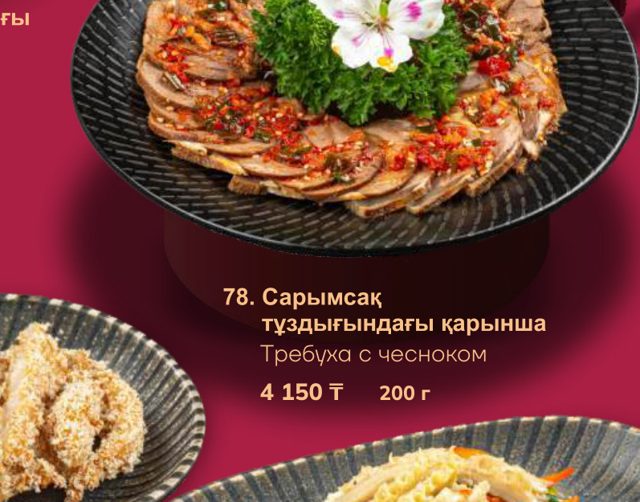 ғы
78. Сарымсақ
тұздығындағы қарынша
Требуха с чесноком
4 150 ₸ 200 г